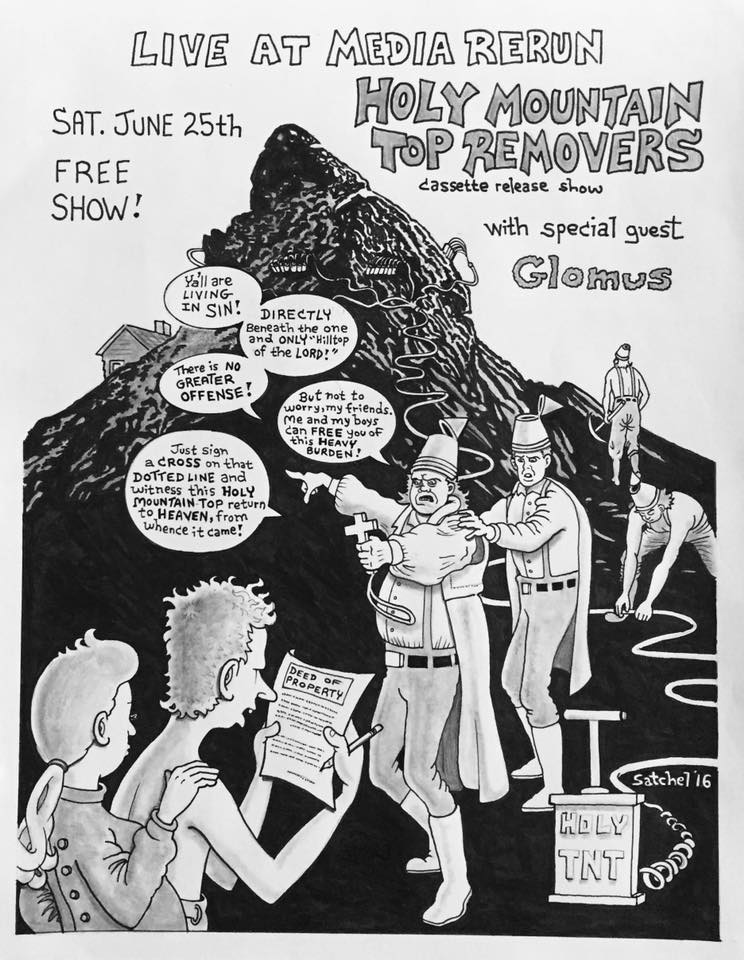 LIVE AT MEDIA RERUN
HOLY MOUNTAIN
TOP REMOVERS
cassette release show
SAT. JUNE 25th
FREE
SHOW!
with special guest
Glomus
Ya'll are
LIVING
IN SIN!
DIRECTLY
Beneath the one
and ONLY "Hilltop
of the LORD!"
There is NO
GREATER
OFFENSE!
But not to
worry, my friends.
Me and my boys
can FREE you of
this HEAVY
BURDEN!
Just sign
a CROSS on that
DOTTED LINE and
witness this HOLY
MOUNTAIN TOP return
to HEAVEN, from
whence it came!
DEED OF
PROPERTY
Satchel '16
HOLY
TNT